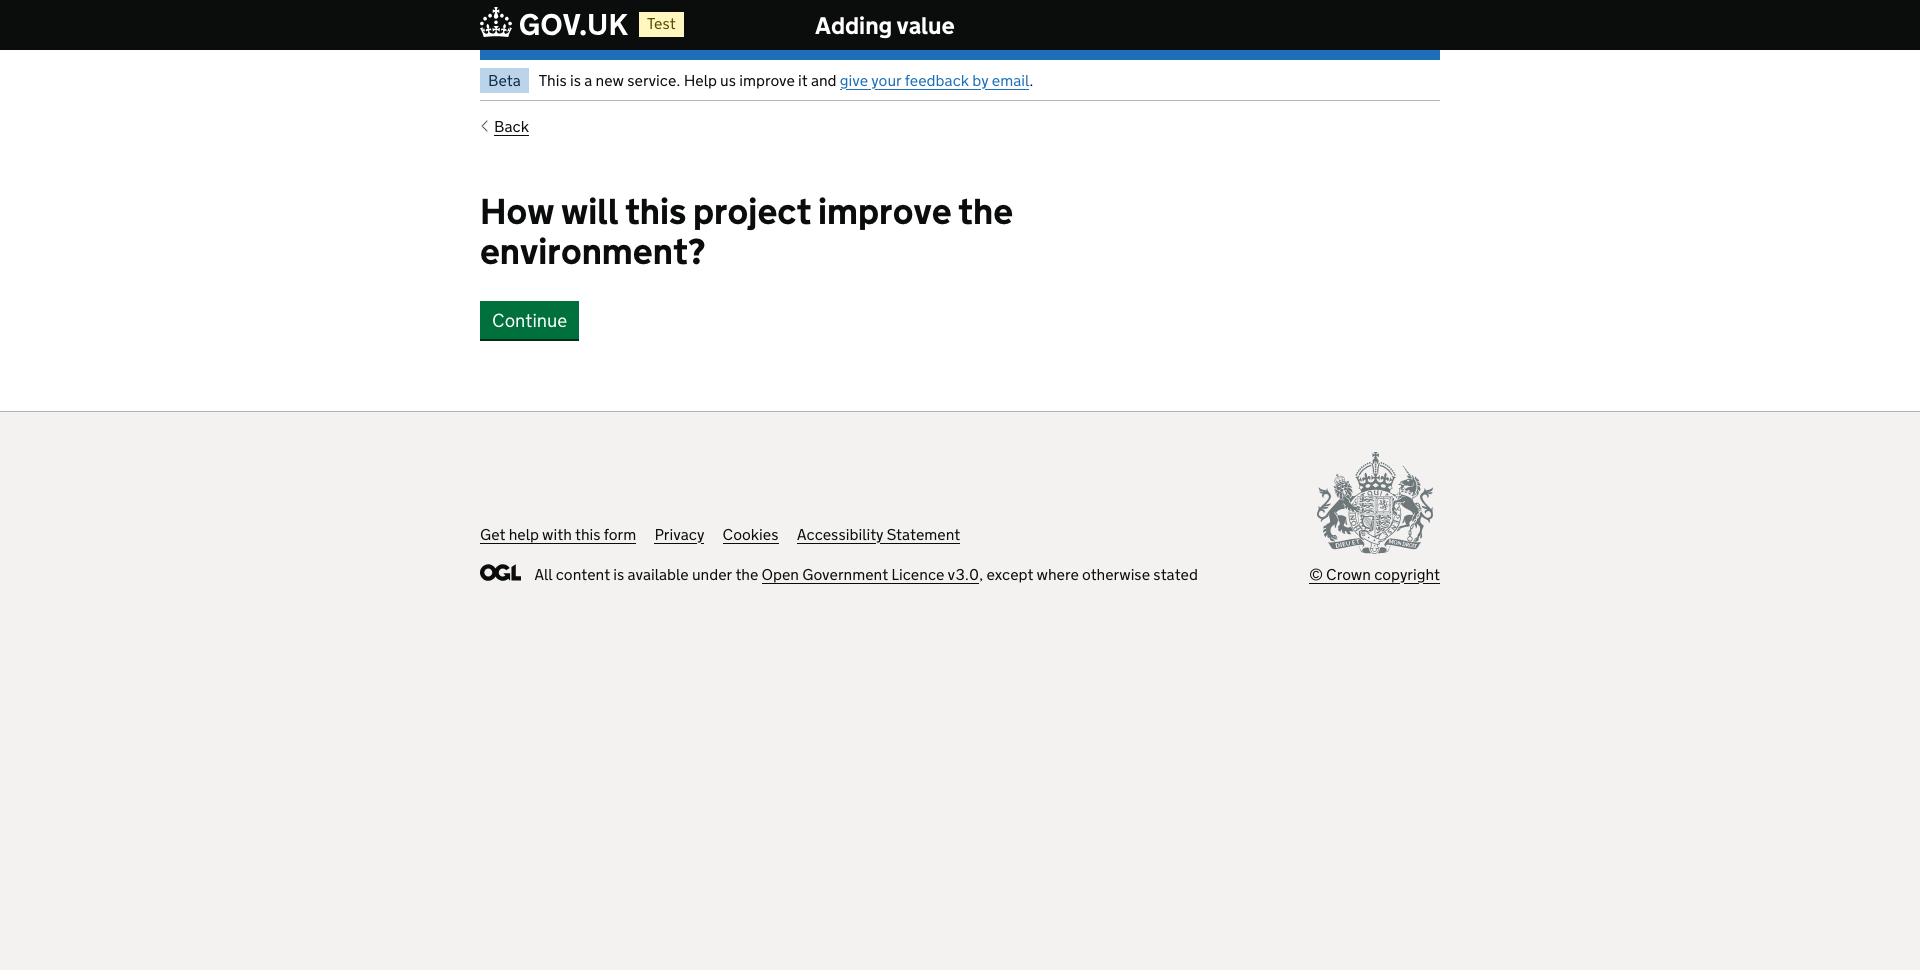 GOV.UK Test Adding value
Beta This is a new service. Help us improve it and give your feedback by email.
Back
How will this project improve the
environment?
Continue
Get help with this form Privacy Cookies Accessibility Statement
OGL All content is available under the Open Government Licence v3.0, except where otherwise stated
© Crown copyright